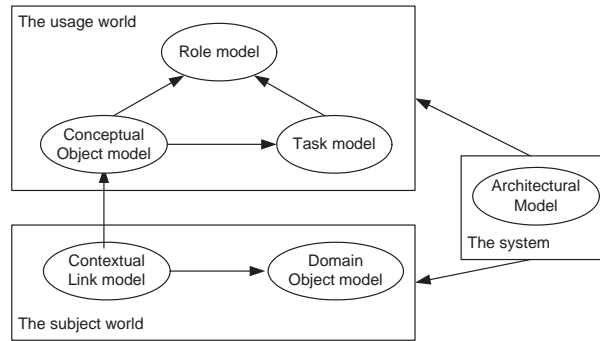 The usage world
Role model
Conceptual
Object model
Task model
Architectural
Model
The system
Contextual
Link model
Domain
Object model
The subject world